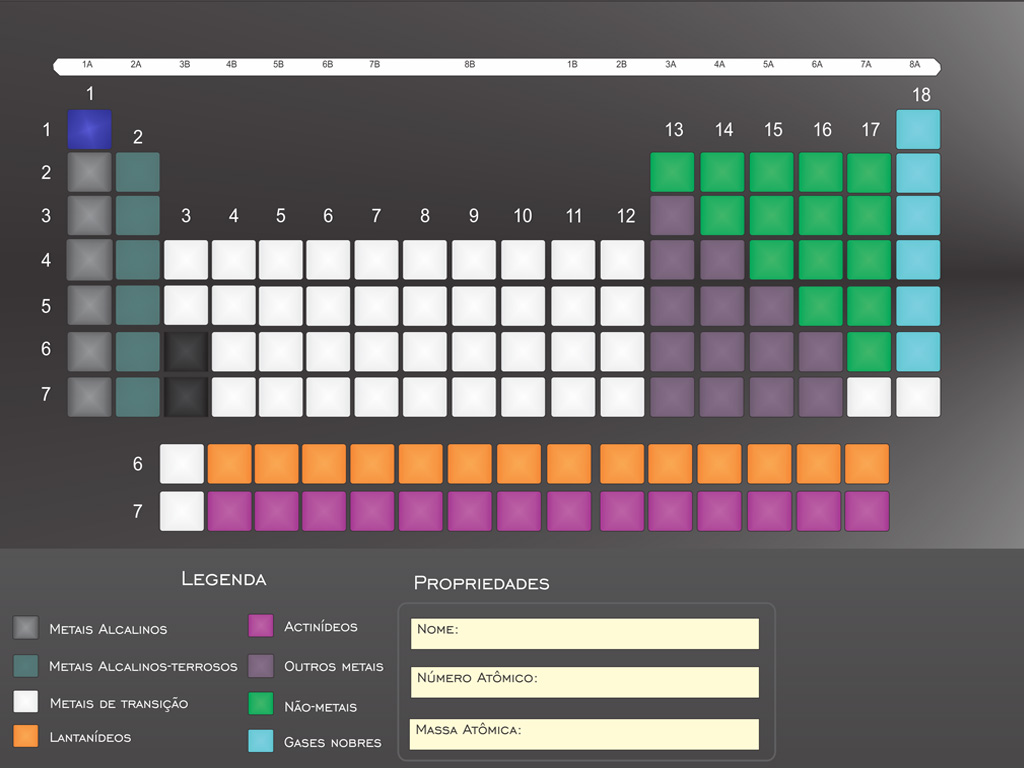 1A 2A 3B 4B 5B 6B 7B 8B 1B 2B 3A 4A 5A 6A 7A 8A
1 18
1 2 13 14 15 16 17
2
3 3 4 5 6 7 8 9 10 11 12
4
5
6
7
6
7
Legenda
Propriedades
Metais Alcalinos
Metais Alcalinos-terrosos
Metais de transição
Lantanídeos
Actinídeos
Outros metais
Não-metais
Gases nobres
Nome:
Número Atômico:
Massa Atômica: